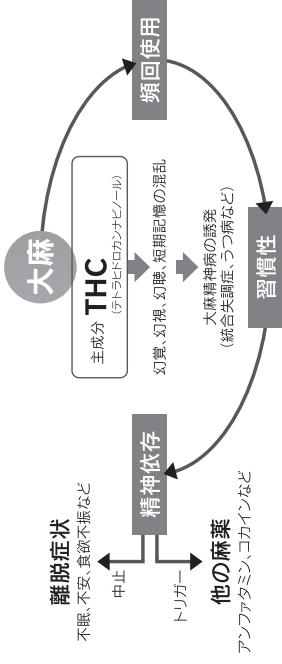 大麻
主成分 THC
(テトラヒドロカンナビノール)
幻覚、幻視、幻聴、短期記憶の混乱
大麻精神病の誘発
(統合失調症、うつ病など)
頻回使用
習慣性
精神依存
中止
離脱症状
不眠、不安、食欲不振など
トリガー
他の麻薬
アンファタミン、コカインなど